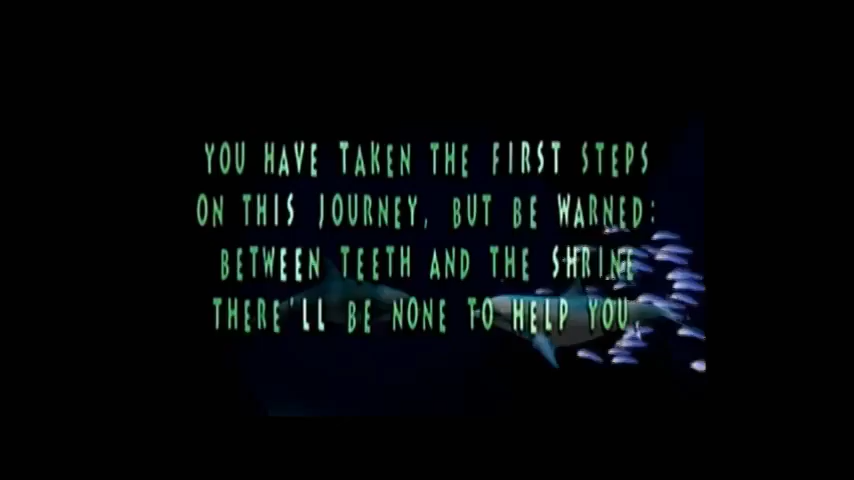 YOU HAVE TAKEN THE FIRST STEPS
ON THIS JOURNEY, BUT BE WARNED:
BETWEEN TEETH AND THE SHRINE
THERE'LL BE NONE TO HELP YOU.